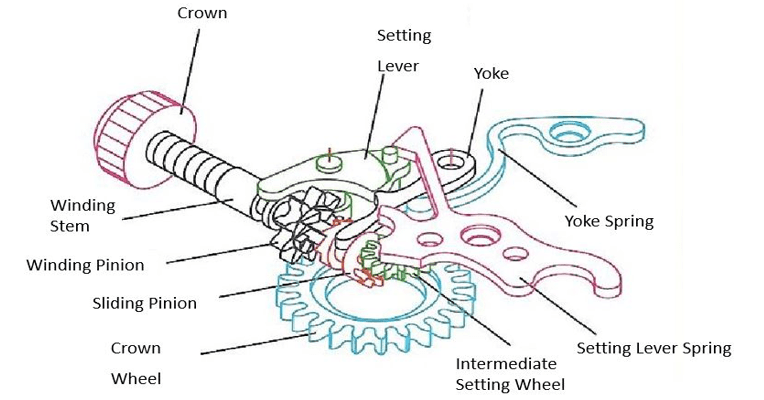 Crown
Setting
Lever
Yoke
Winding
Stem
Yoke Spring
Winding Pinion
Sliding Pinion
Crown
Wheel
Setting Lever Spring
Intermediate
Setting Wheel